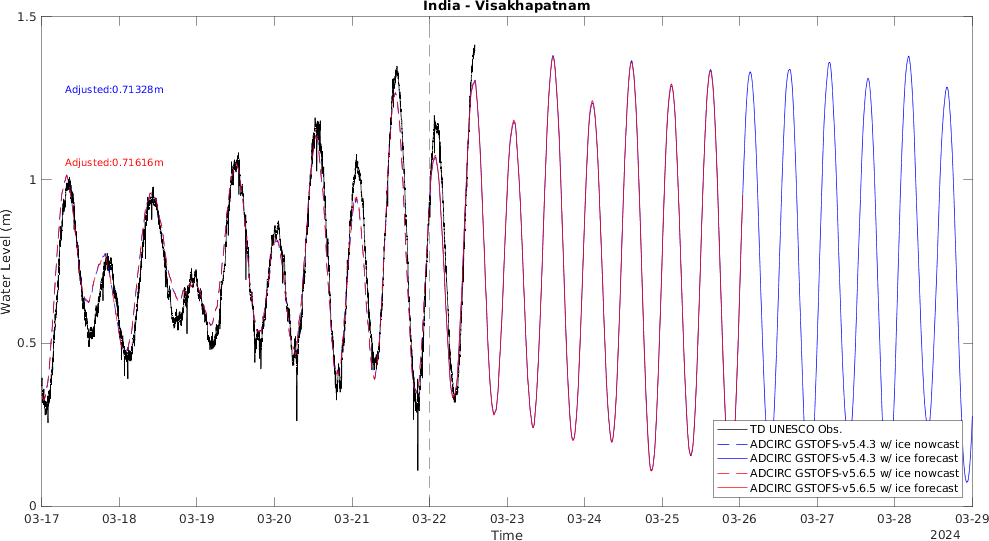 India - Visakhapatnam
1.5
Adjusted:0.71328m
Adjusted:0.71616m
1
0.5
0
Water Level (m)
TD UNESCO Obs.
ADCIRC GSTOFS-v5.4.3 w/ ice nowcast
ADCIRC GSTOFS-v5.4.3 w/ ice forecast
ADCIRC GSTOFS-v5.6.5 w/ ice nowcast
ADCIRC GSTOFS-v5.6.5 w/ ice forecast
03-17 03-18 03-19 03-20 03-21 03-22 03-23 03-24 03-25 03-26 03-27 03-28 03-29
Time
2024